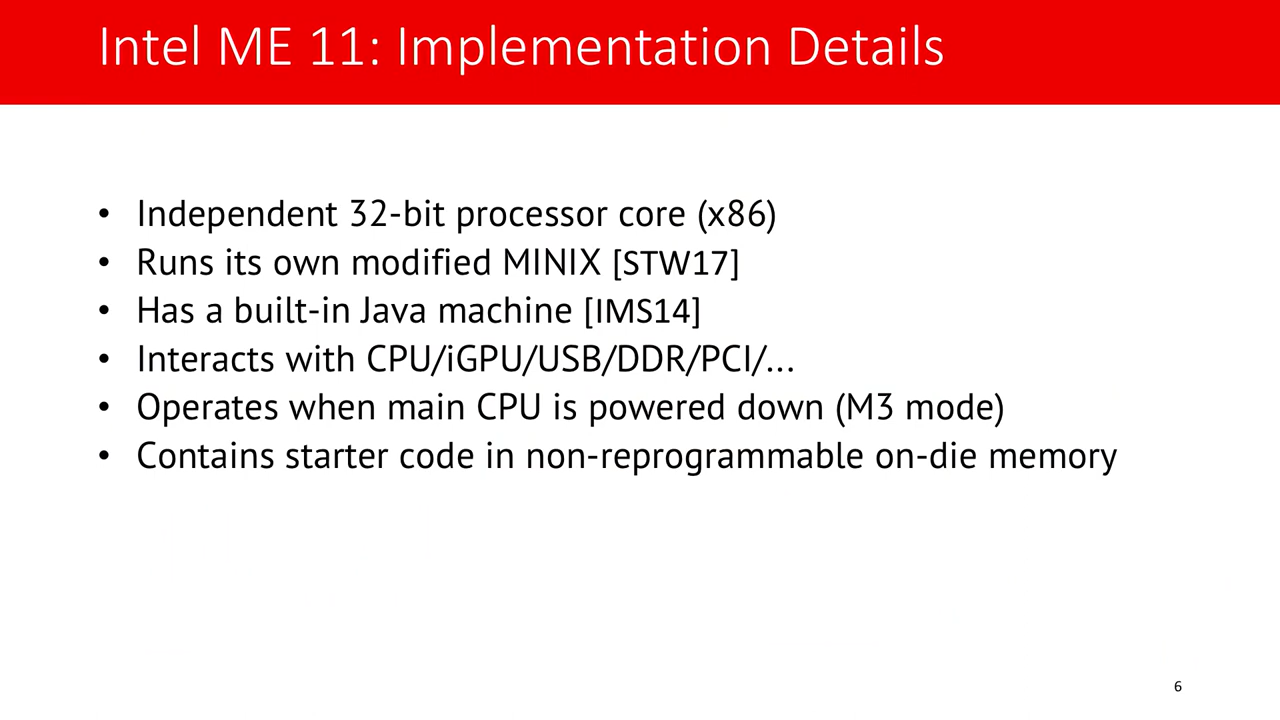 Intel ME 11: Implementation Details
• Independent 32-bit processor core (x86)
• Runs its own modified MINIX [STW17]
• Has a built-in Java machine [IMS14]
• Interacts with CPU/iGPU/USB/DDR/PCI/...
• Operates when main CPU is powered down (M3 mode)
• Contains starter code in non-reprogrammable on-die memory
6